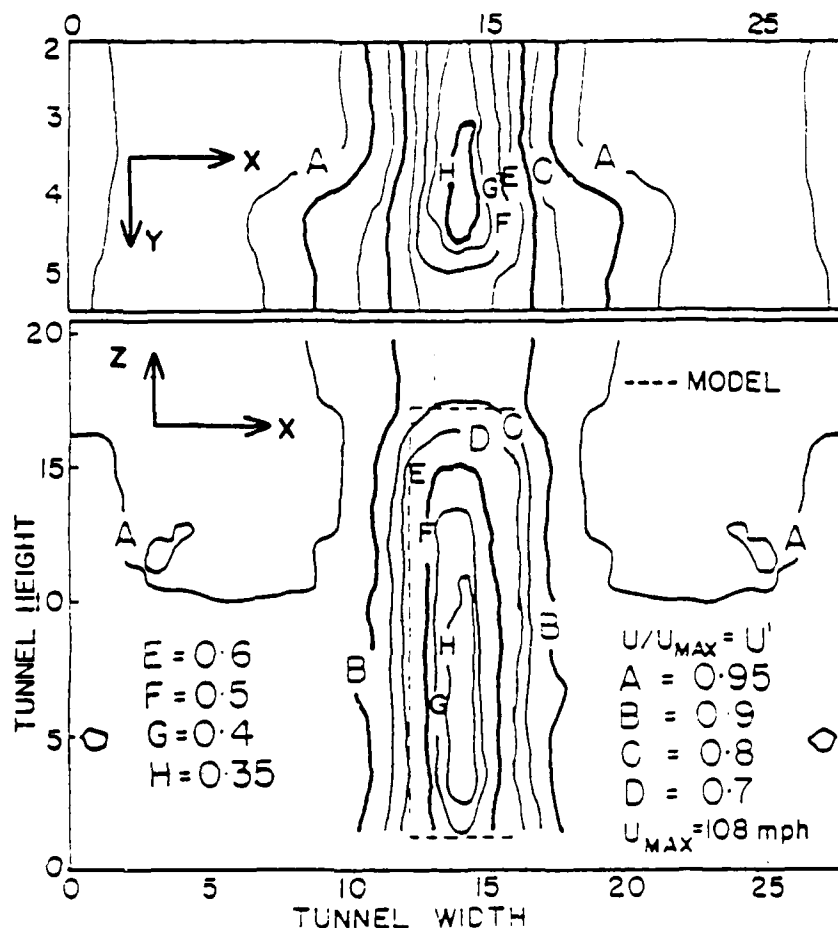 0 15 25
2
3
X
A H E C A
G
4
F
Y
5
20
Z
---- MODEL
X
C
D
15
E
A F A
10
H B
E = 0.6 U/U MAX = U'
B A = 0.95
F = 0.5
G B = 0.9
G = 0.4
5 C = 0.8
H = 0.35
D = 0.7
U MAX = 108 mph
0
0 5 10 15 20 25
TUNNEL HEIGHT
TUNNEL WIDTH